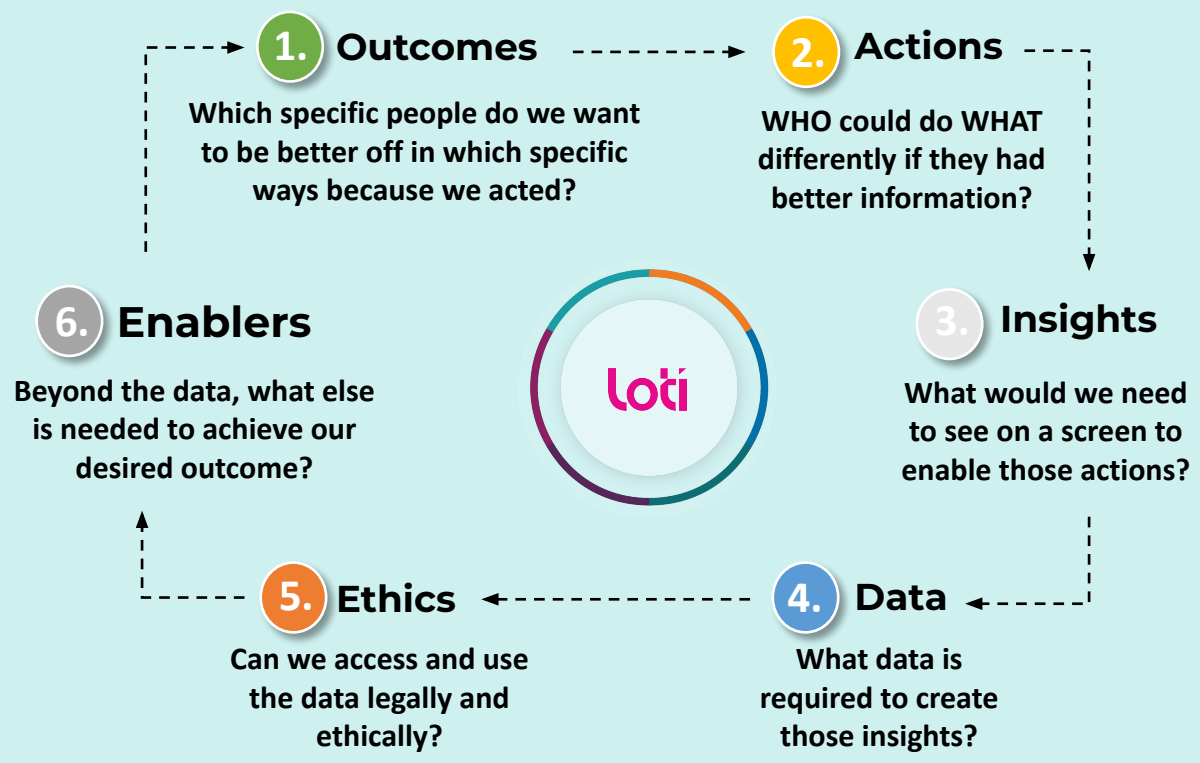 1. Outcomes
Which specific people do we want
to be better off in which specific
ways because we acted?
2. Actions
WHO could do WHAT
differently if they had
better information?
3. Insights
What would we need
to see on a screen to
enable those actions?
4. Data
What data is
required to create
those insights?
5. Ethics
Can we access and use
the data legally and
ethically?
6. Enablers
Beyond the data, what else
is needed to achieve our
desired outcome?
loti